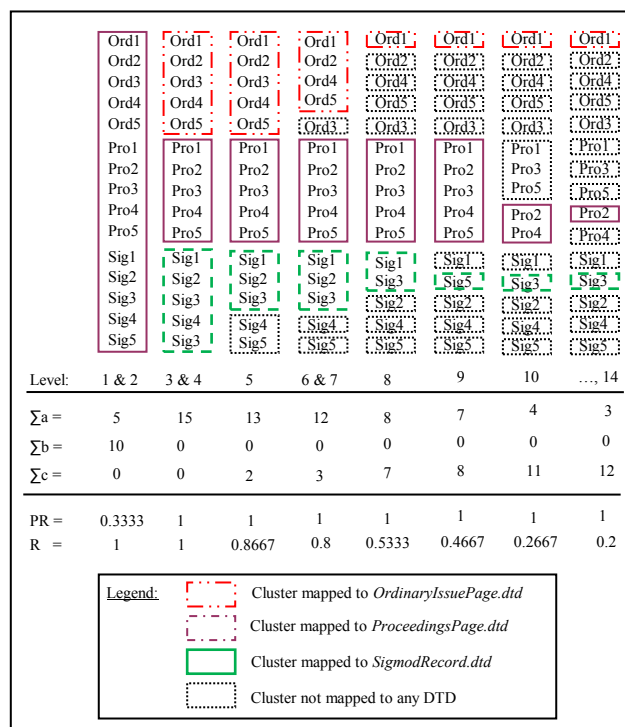 Ord1 Ord1 Ord1 Ord1 Ord1 Ord1 Ord1 Ord1
Ord2 Ord2 Ord2 Ord2 Ord2 Ord2 Ord2 Ord2
Ord3 Ord3 Ord3 Ord4 Ord4 Ord4 Ord4 Ord4
Ord4 Ord4 Ord4 Ord5 Ord5 Ord5 Ord5 Ord5
Ord5 Ord5 Ord5 Ord3 Ord3 Ord3 Ord3 Ord3
Pro1 Pro1 Pro1 Pro1 Pro1 Pro1 Pro1 Pro1
Pro2 Pro2 Pro2 Pro2 Pro2 Pro2 Pro3 Pro3
Pro3 Pro3 Pro3 Pro3 Pro3 Pro3 Pro5 Pro5
Pro4 Pro4 Pro4 Pro4 Pro4 Pro4 Pro2 Pro2
Pro5 Pro5 Pro5 Pro5 Pro5 Pro5 Pro4 Pro4
Sig1 Sig1 Sig1 Sig1 Sig1 Sig1 Sig1 Sig1
Sig2 Sig2 Sig2 Sig2 Sig3 Sig5 Sig3 Sig3
Sig3 Sig5 Sig3 Sig3 Sig2 Sig2 Sig2 Sig2
Sig4 Sig4 Sig4 Sig4 Sig4 Sig4 Sig4 Sig4
Sig5 Sig3 Sig5 Sig5 Sig5 Sig5 Sig5 Sig5
Level: 1 & 2 3 & 4 5 6 & 7 8 9 10 …, 14
∑a = 5 15 13 12 8 7 4 3
∑b = 10 0 0 0 0 0 0 0
∑c = 0 0 2 3 7 8 11 12
PR = 0.3333 1 1 1 1 1 1 1
R = 1 1 0.8667 0.8 0.5333 0.4667 0.2667 0.2
Legend: Cluster mapped to OrdinaryIssuePage.dtd
Cluster mapped to ProceedingsPage.dtd
Cluster mapped to SigmodRecord.dtd
Cluster not mapped to any DTD